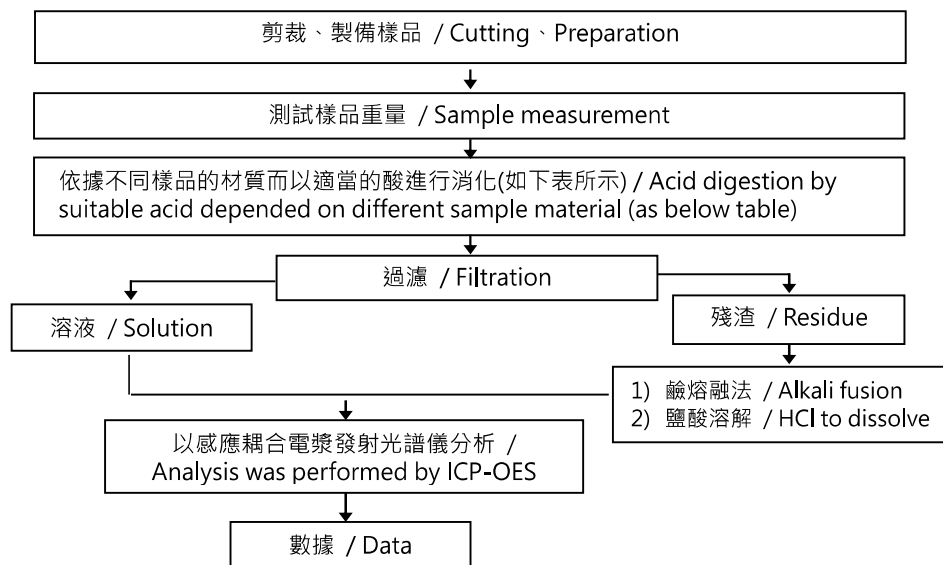 剪裁、製備樣品 / Cutting、Preparation
測試樣品重量 / Sample measurement
依據不同樣品的材質而以適當的酸進行消化(如下表所示) / Acid digestion by
suitable acid depended on different sample material (as below table)
過濾 / Filtration
溶液 / Solution
殘渣 / Residue
1) 鹼熔融法 / Alkali fusion
2) 鹽酸溶解 / HCl to dissolve
以感應耦合電漿發射光譜儀分析 /
Analysis was performed by ICP-OES
數據 / Data